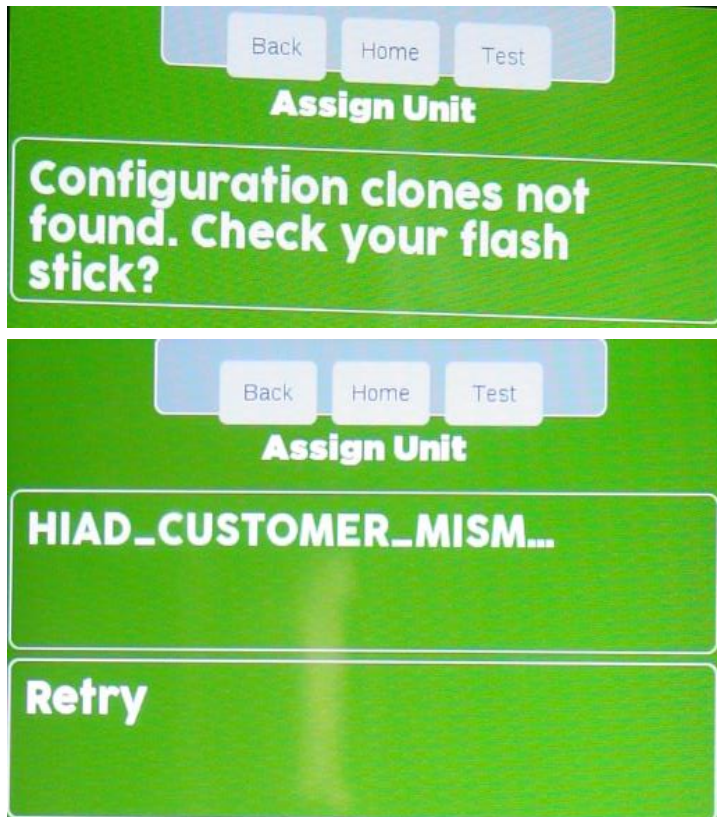 Back Home Test
Assign Unit
Configuration clones not
found. Check your flash
stick?
Back Home Test
Assign Unit
HIAD_CUSTOMER_MISM...
Retry